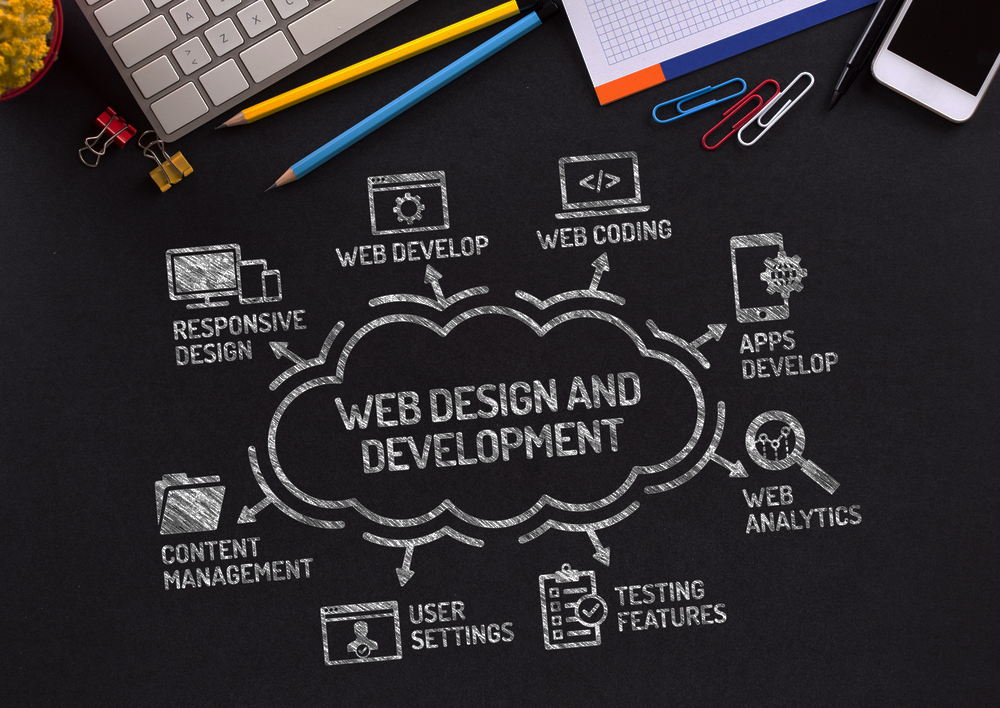 A
Z
X
C
< >
WEB DEVELOP
</>
WEB CODING
RESPONSIVE
DESIGN
APPS
DEVELOP
WEB DESIGN AND
DEVELOPMENT
WEB
ANALYTICS
CONTENT
MANAGEMENT
USER
SETTINGS
TESTING
FEATURES